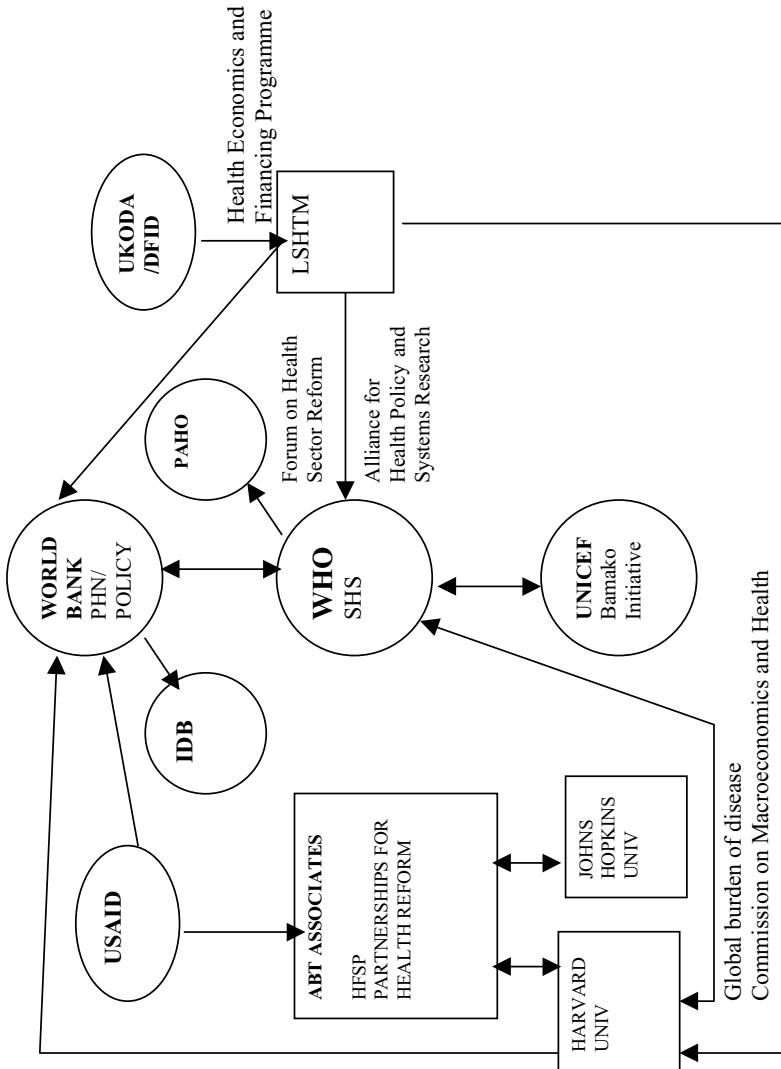 UKODA
/DFID
Health Economics and
Financing Programme
LSHTM
PAHO
Forum on Health
Sector Reform
Alliance for
Health Policy and
Systems Research
WORLD
BANK
PHN/
POLICY
WHO
SHS
UNICEF
Bamako
Initiative
IDB
USAID
ABT ASSOCIATES
HFSP
PARTNERSHIPS FOR
HEALTH REFORM
JOHNS
HOPKINS
UNIV
HARVARD
UNIV
Global burden of disease
Commission on Macroeconomics and Health